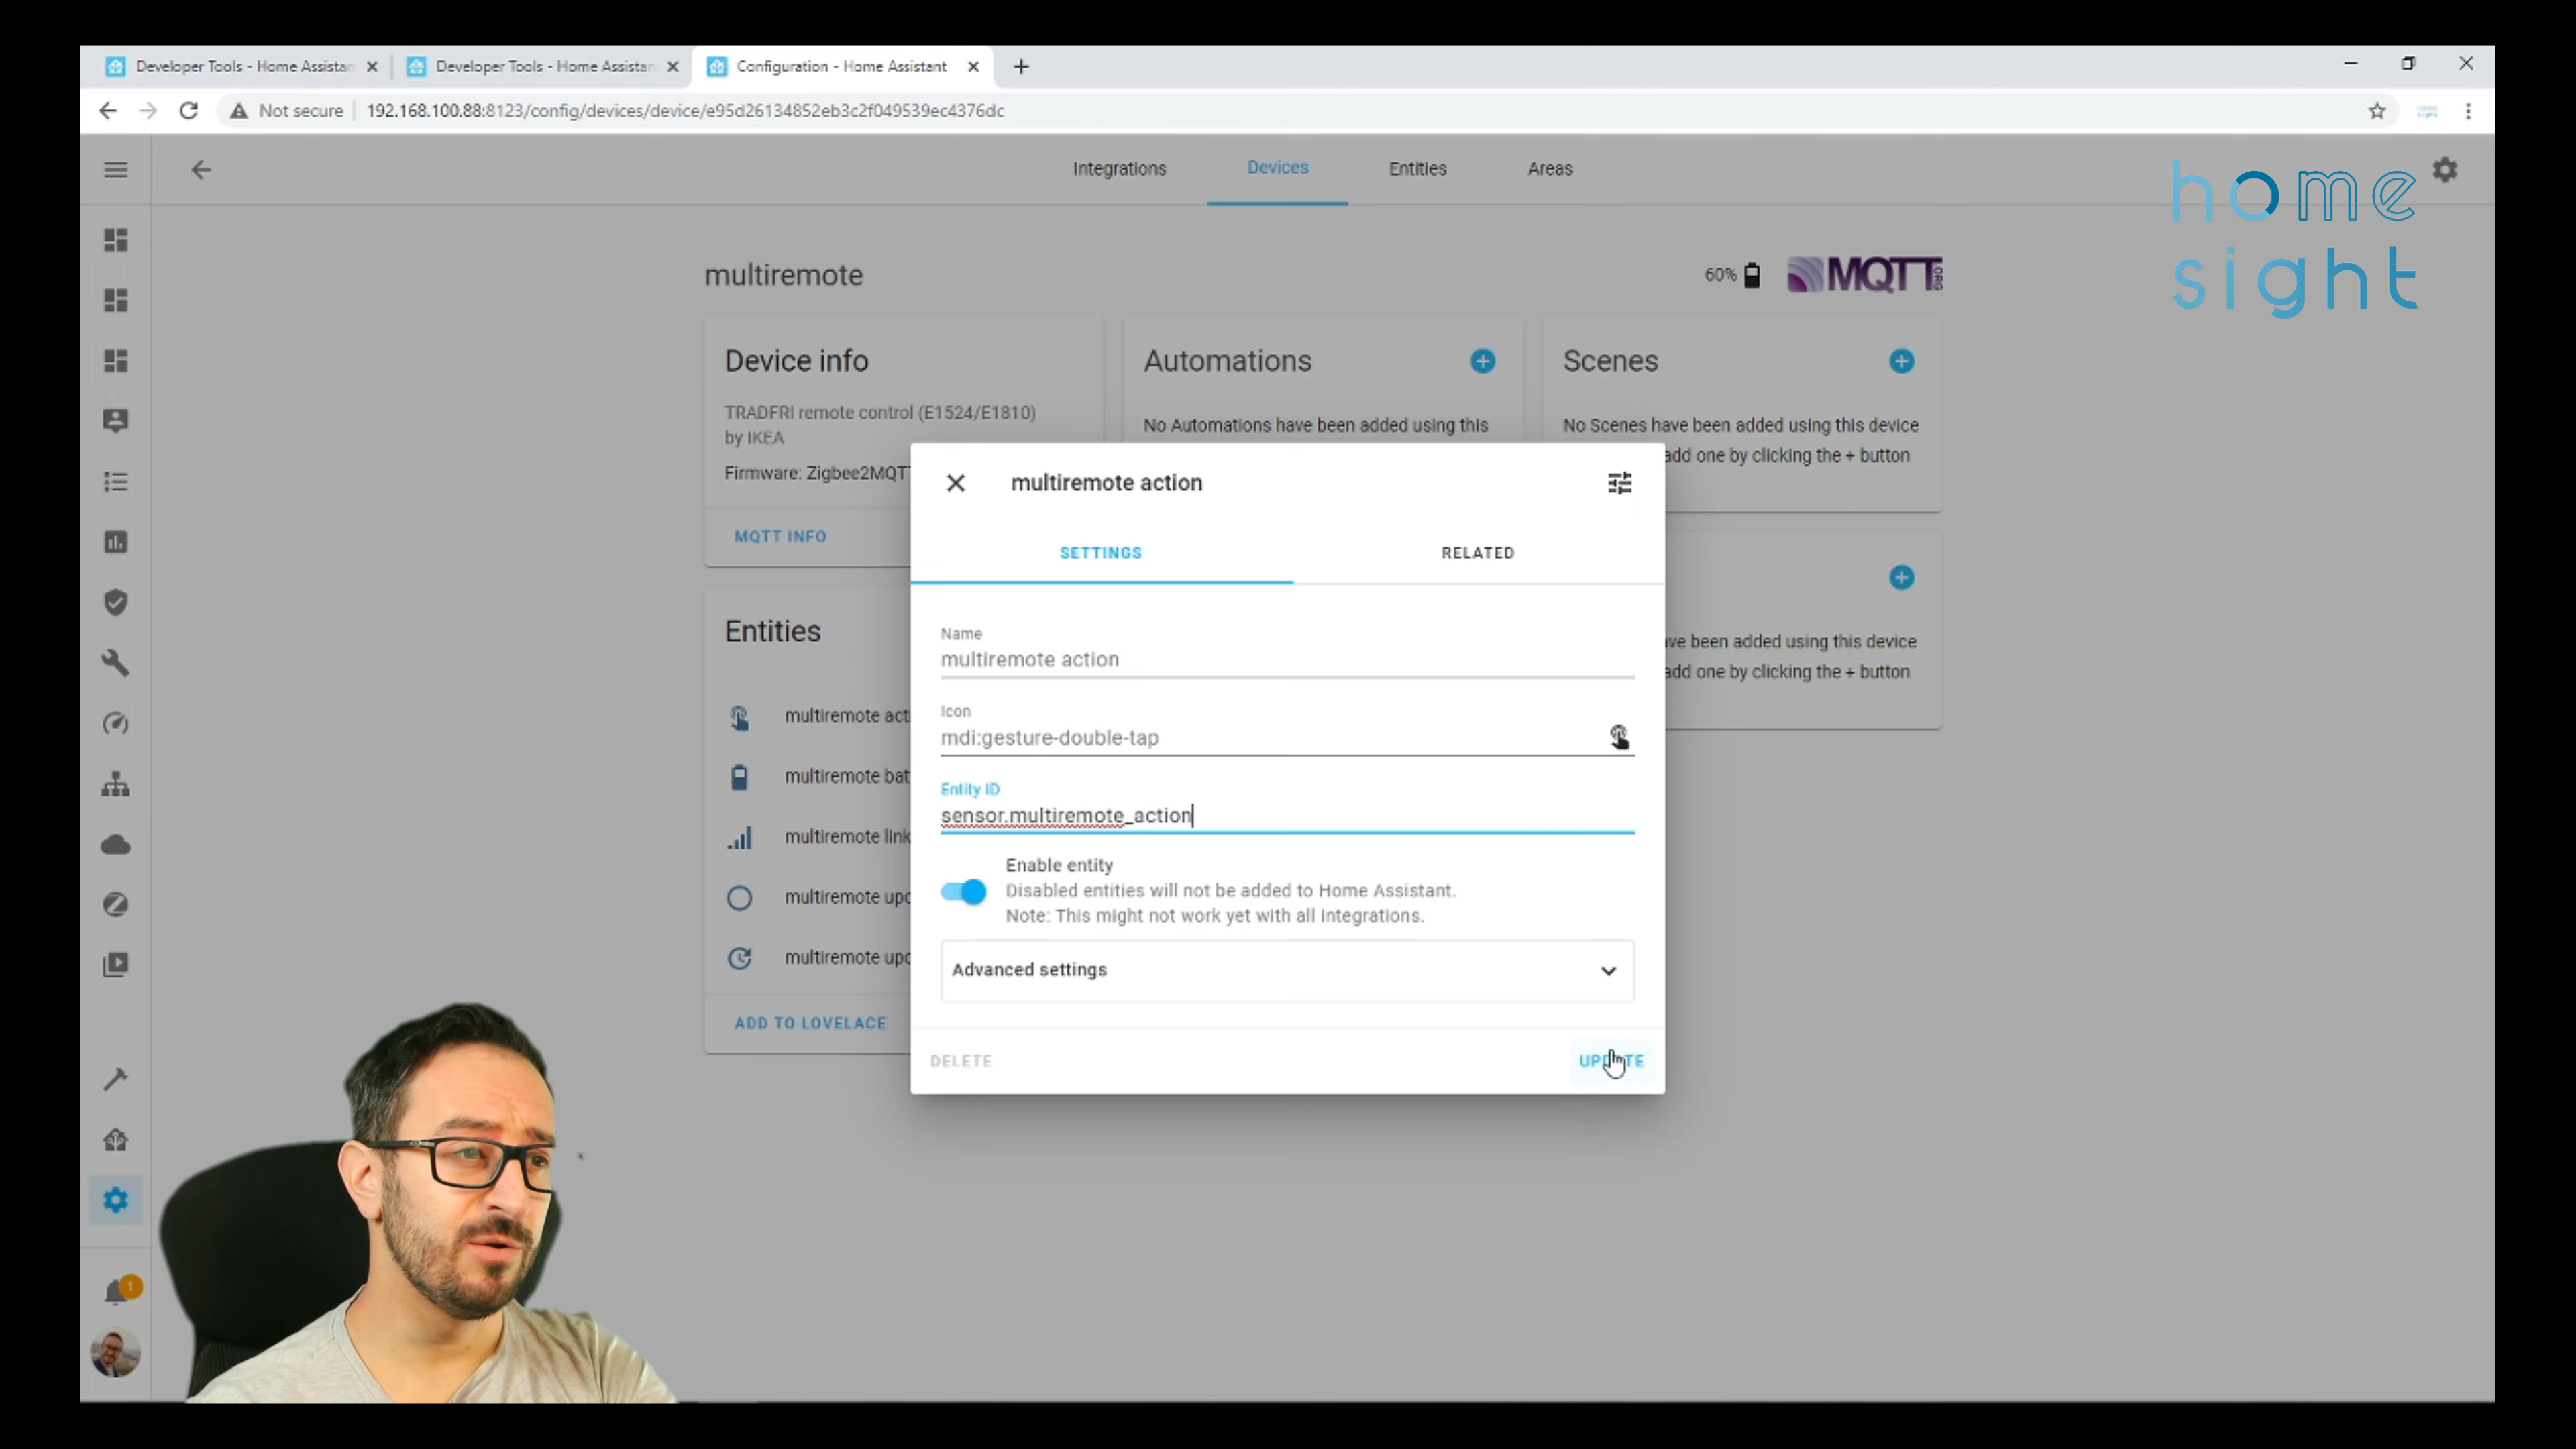 Developer Tools - Home Assistan
Developer Tools - Home Assistan
Configuration - Home Assistant
Not secure
192.168.100.88:8123/config/devices/device/e95d26134852eb3c2f049539ec4376dc
Integrations
Devices
Entities
Areas
home
sight
multiremote
60%
MQTT.ORG
Device info
TRADFRI remote control (E1524/E1810)
by IKEA
Firmware: Zigbee2MQT
MQTT INFO
Automations
No Automations have been added using this
Scenes
No Scenes have been added using this device
add one by clicking the + button
ve been added using this device
add one by clicking the + button
Entities
multiremote act
multiremote bat
multiremote link
multiremote upd
multiremote upd
ADD TO LOVELACE
multiremote action
SETTINGS
RELATED
Name
multiremote action
Icon
mdi:gesture-double-tap
Entity ID
sensor.multiremote_action
Enable entity
Disabled entities will not be added to Home Assistant.
Note: This might not work yet with all integrations.
Advanced settings
DELETE
UPDATE
1